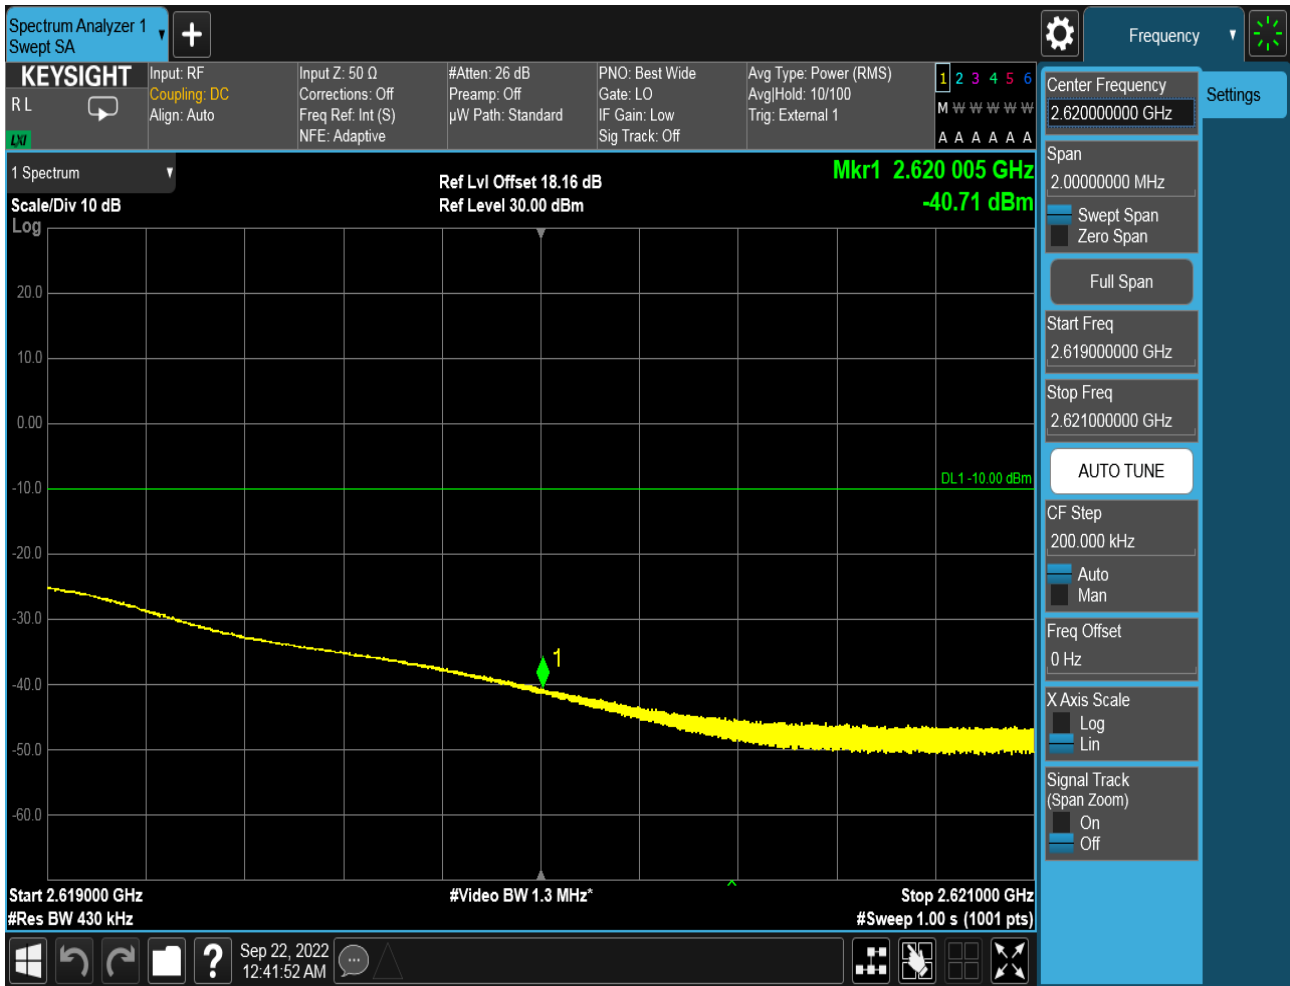 Spectrum Analyzer 1
Swept SA
Frequency
KEYSIGHT
R L
LXI
Input: RF
Coupling: DC
Align: Auto
Input Z: 50 Ω
Corrections: Off
Freq Ref: Int (S)
NFE: Adaptive
#Atten: 26 dB
Preamp: Off
µW Path: Standard
PNO: Best Wide
Gate: LO
IF Gain: Low
Sig Track: Off
Avg Type: Power (RMS)
Avg|Hold: 10/100
Trig: External 1
1 2 3 4 5 6
M W W W W W
A A A A A A
1 Spectrum
Scale/Div 10 dB
Log
Ref Lvl Offset 18.16 dB
Ref Level 30.00 dBm
Mkr1 2.620 005 GHz
-40.71 dBm
20.0
10.0
0.00
-10.0
-20.0
-30.0
-40.0
-50.0
-60.0
DL1 -10.00 dBm
1
Start 2.619000 GHz
#Res BW 430 kHz
#Video BW 1.3 MHz*
Stop 2.621000 GHz
#Sweep 1.00 s (1001 pts)
Center Frequency
2.620000000 GHz
Span
2.00000000 MHz
Swept Span
Zero Span
Full Span
Start Freq
2.619000000 GHz
Stop Freq
2.621000000 GHz
AUTO TUNE
CF Step
200.000 kHz
Auto
Man
Freq Offset
0 Hz
X Axis Scale
Log
Lin
Signal Track
(Span Zoom)
On
Off
Settings
?
Sep 22, 2022
12:41:52 AM